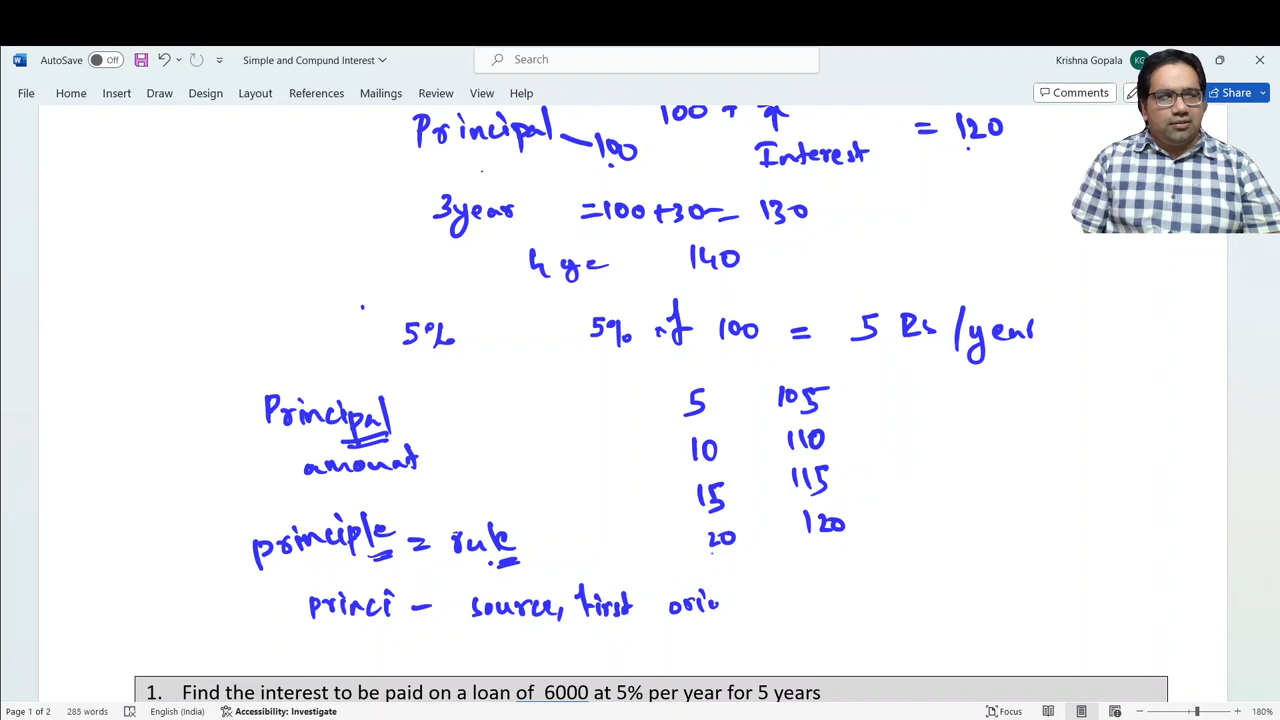 AutoSave Off Simple and Compund Interest Search Krishna Gopala KG
File Home Insert Draw Design Layout References Mailings Review View Help Comments Share
Principal 100 100 + Interest = 120
3year =100+30= 130
140
5% 5% of 100 = 5 Rs/year
Principal amount
5 105
10 110
15 115
20 120
principle = rule
princi - source, first
1. Find the interest to be paid on a loan of 6000 at 5% per year for 5 years
Page 1 of 2 285 words English (India) Accessibility: Investigate Focus 180%